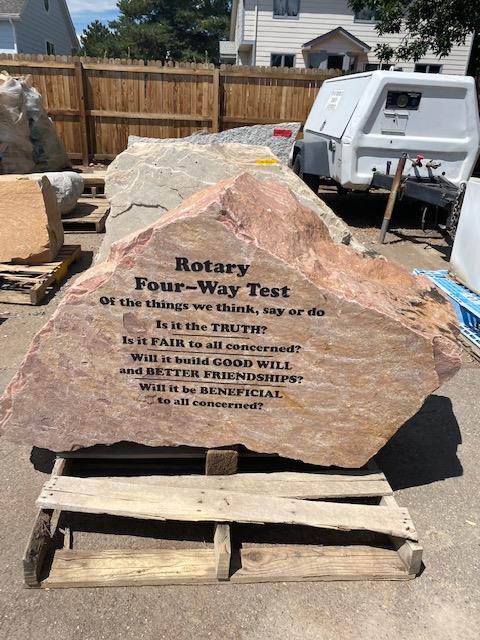 Rotary
Four-Way Test
Of the things we think, say or do
Is it the TRUTH?
Is it FAIR to all concerned?
Will it build GOOD WILL
and BETTER FRIENDSHIPS?
Will it be BENEFICIAL
to all concerned?